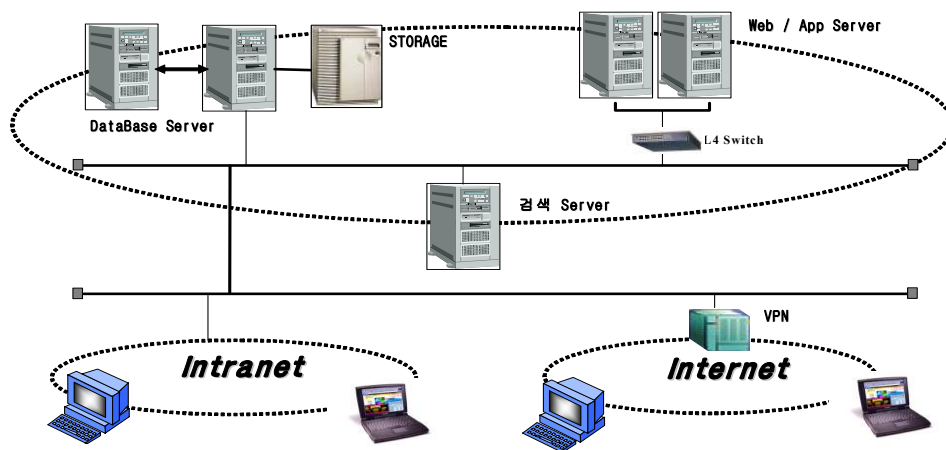 STORAGE
Web / App Server
DataBase Server
L4 Switch
검색 Server
VPN
Intranet
Internet